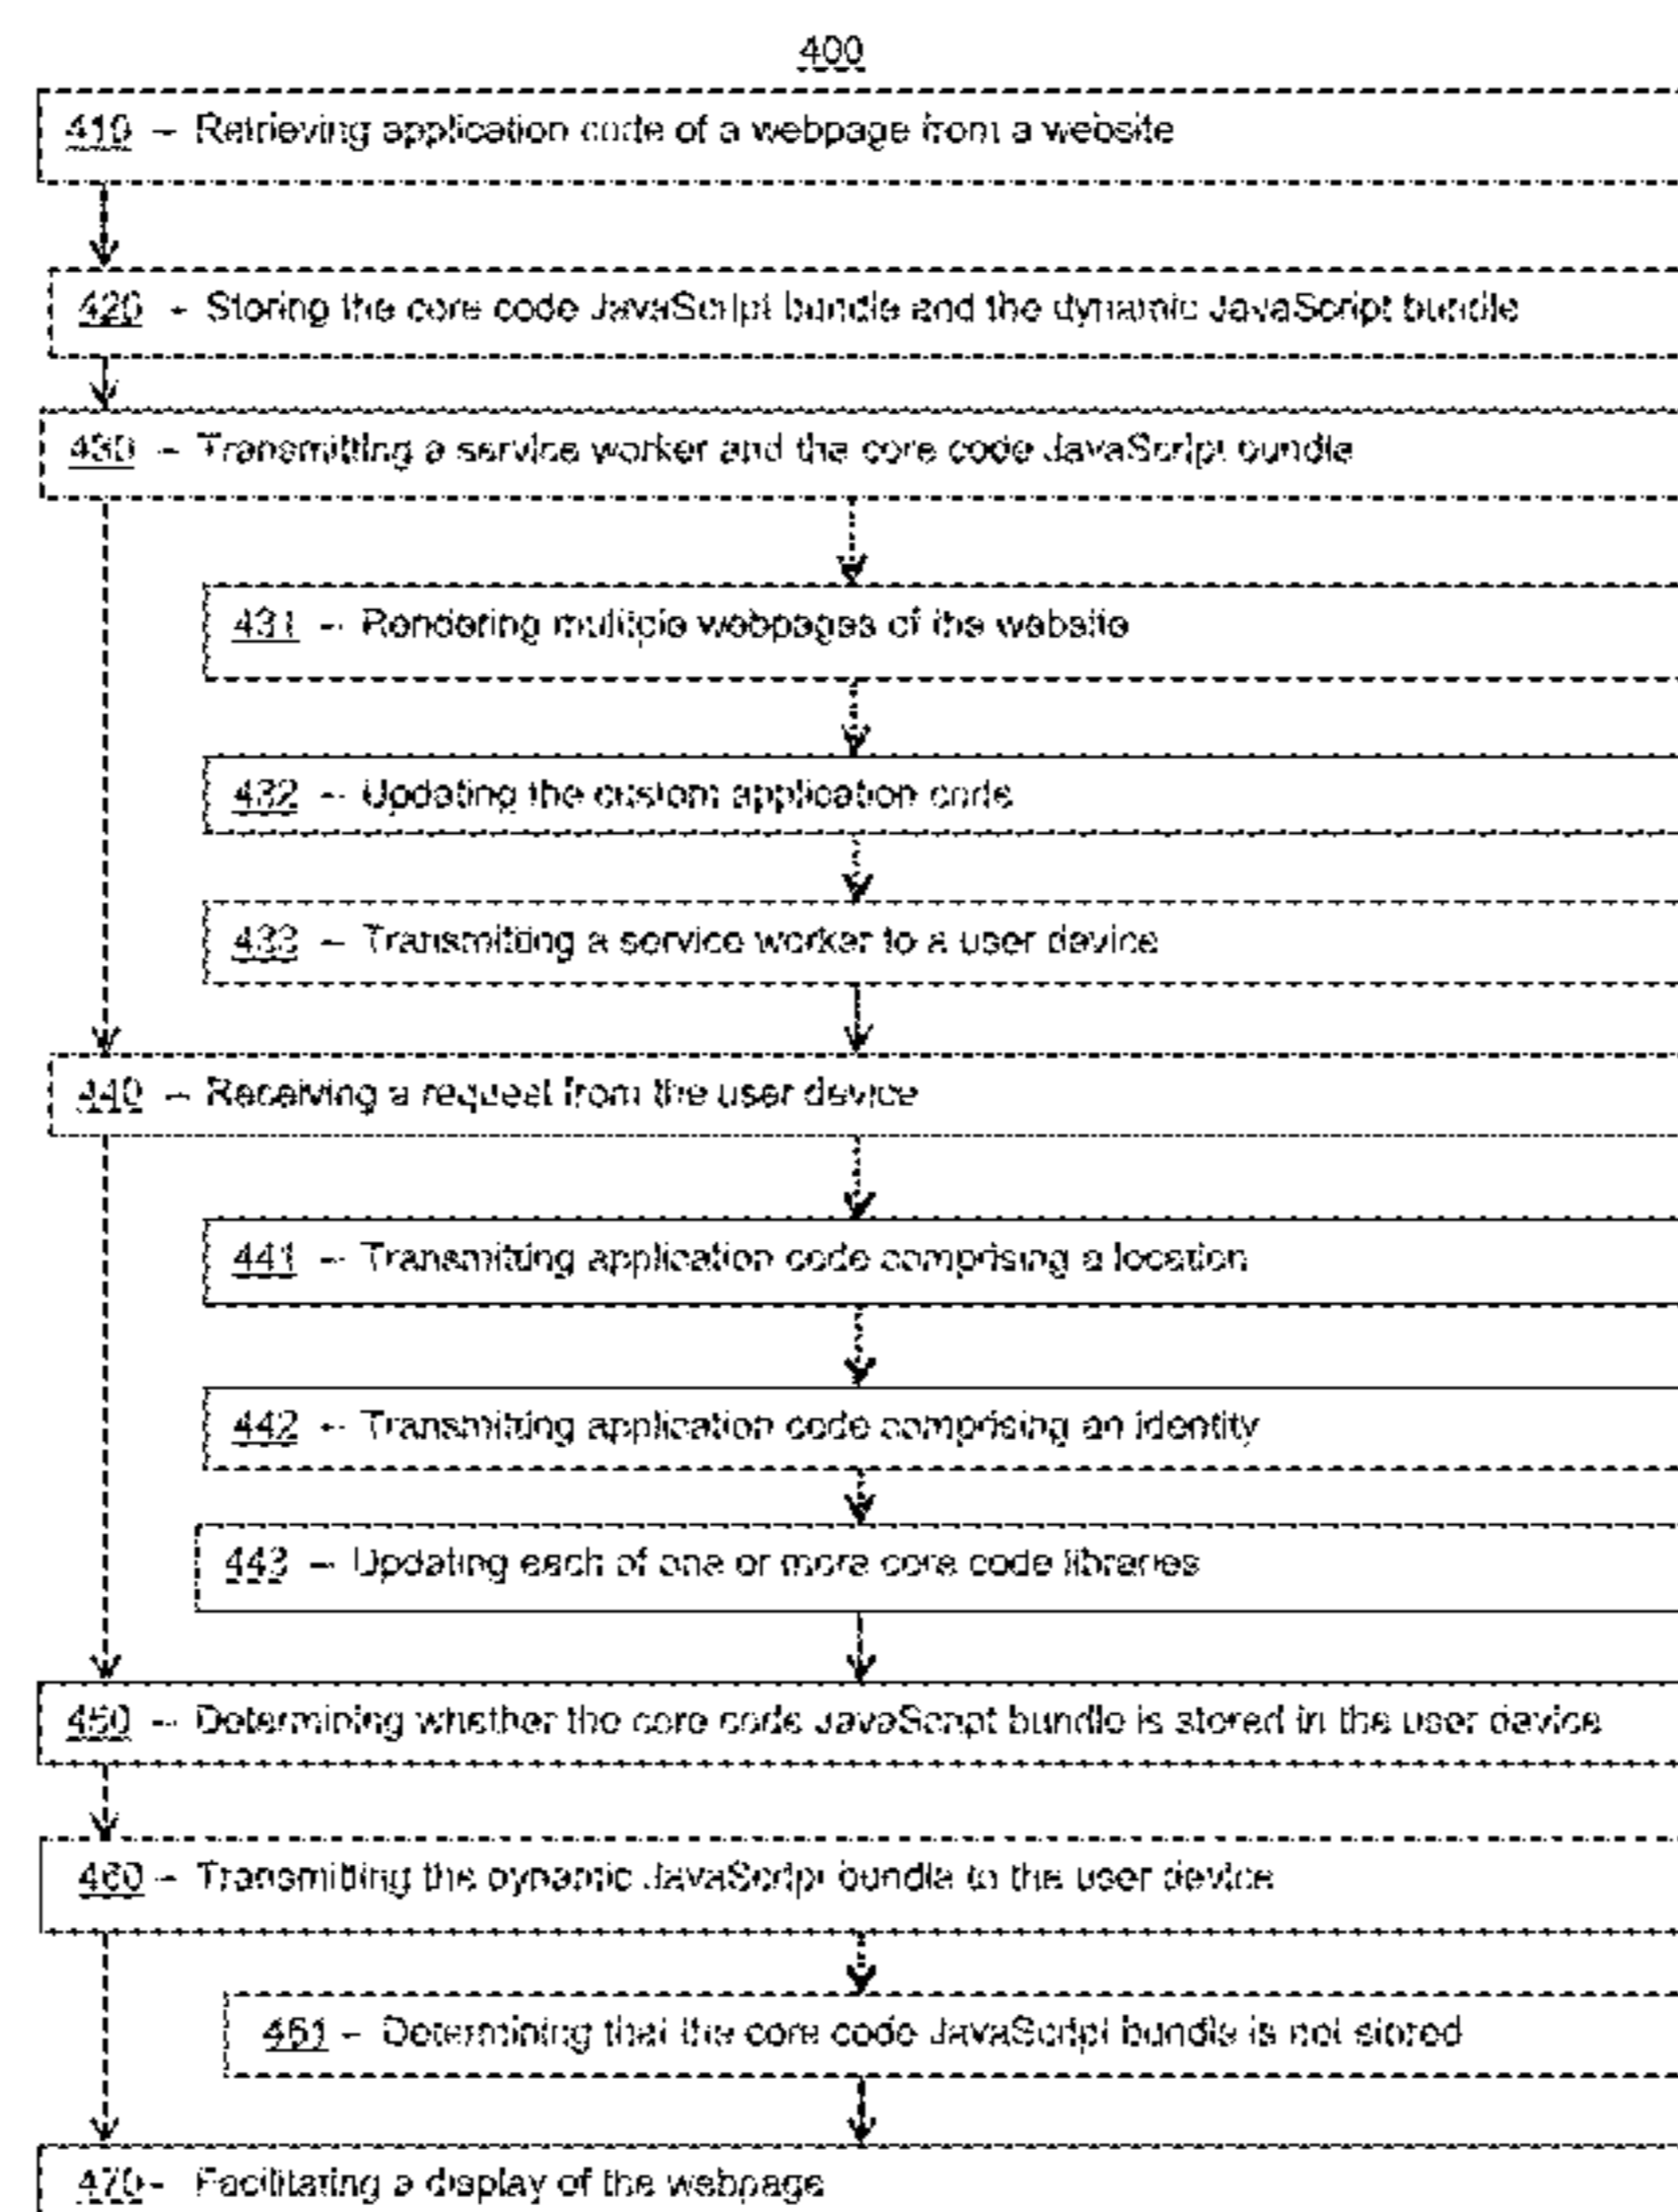 400
410 – Retrieving application code of a webpage from a website
420 - Storing the core code JavaScript bundle and the dynamic JavaScript bundle
430 – Transmitting a service worker and the core code JavaScript bundle
431 – Rendering multiple webpages of the website
432 – Updating the custom application code
433 – Transmitting a service worker to a user device
440 – Receiving a request from the user device
441 – Transmitting application code comprising a location
442 – Transmitting application code comprising an identity
443 – Updating each of one or more core code libraries
450 – Determining whether the core code JavaScript bundle is stored in the user device
460 – Transmitting the dynamic JavaScript bundle to the user device
461 – Determining that the core code JavaScript bundle is not stored
470- Facilitating a display of the webpage